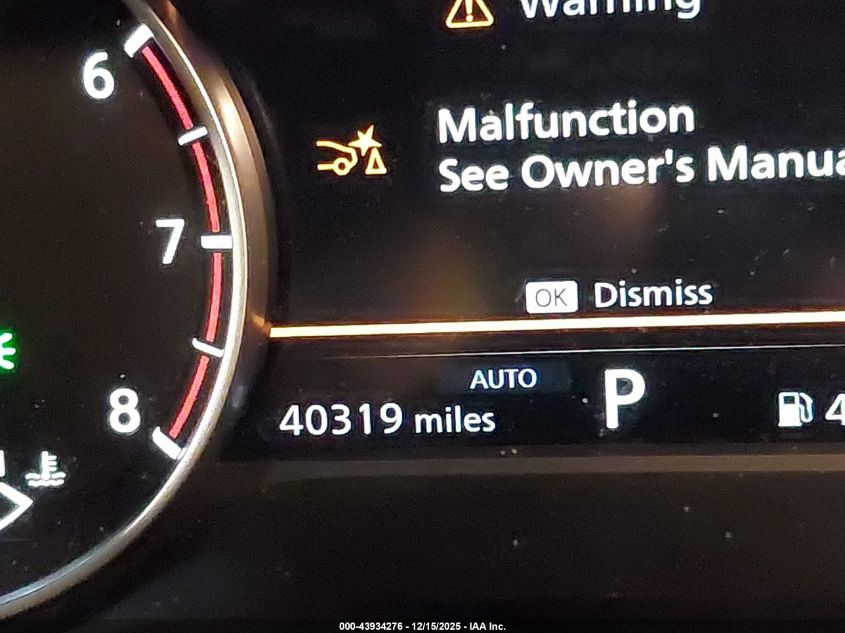 6
Warning
Malfunction
See Owner's Manua
7
OK Dismiss
AUTO
P
8
40319 miles
4
000-43934276 - 12/15/2025 - IAA Inc.